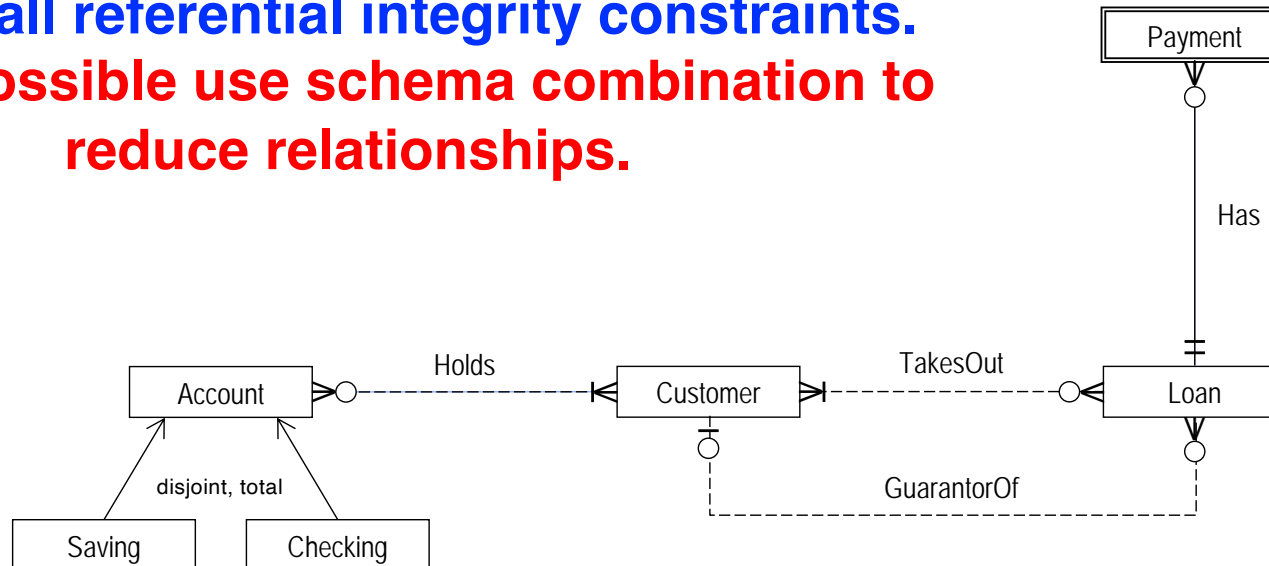 all referential integrity constraints.
ossible use schema combination to
reduce relationships.
Payment
Has
Holds
TakesOut
Account
Customer
Loan
disjoint, total
GuarantorOf
Saving
Checking